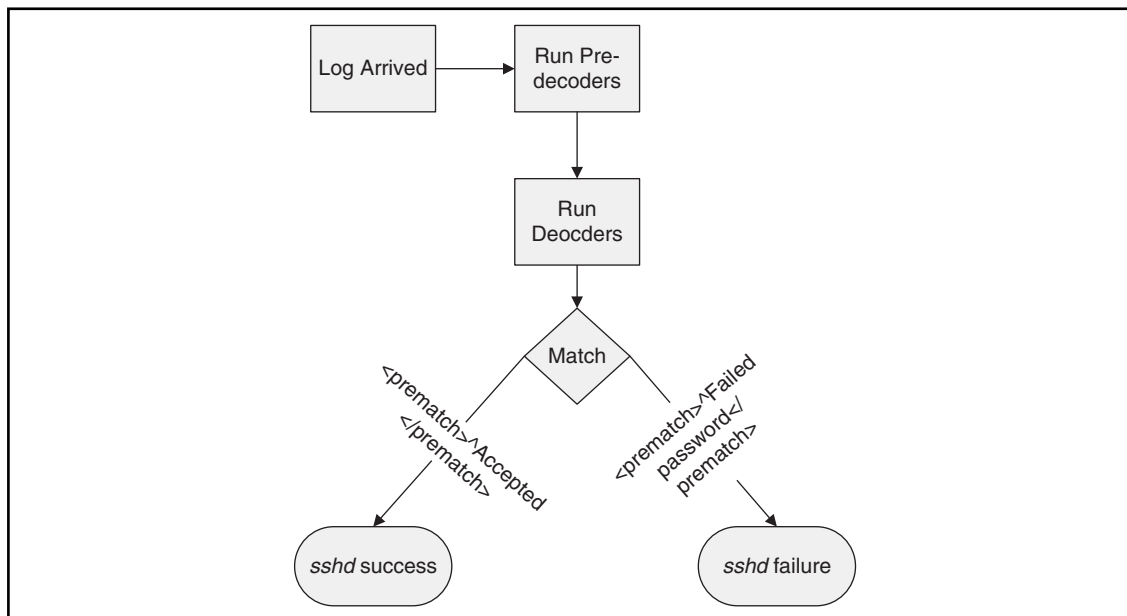 Log Arrived
Run Pre-
decoders
Run
Deocders
Match
<prematch>^Accepted
</prematch>
<prematch>^Failed
password</
prematch>
sshd success
sshd failure